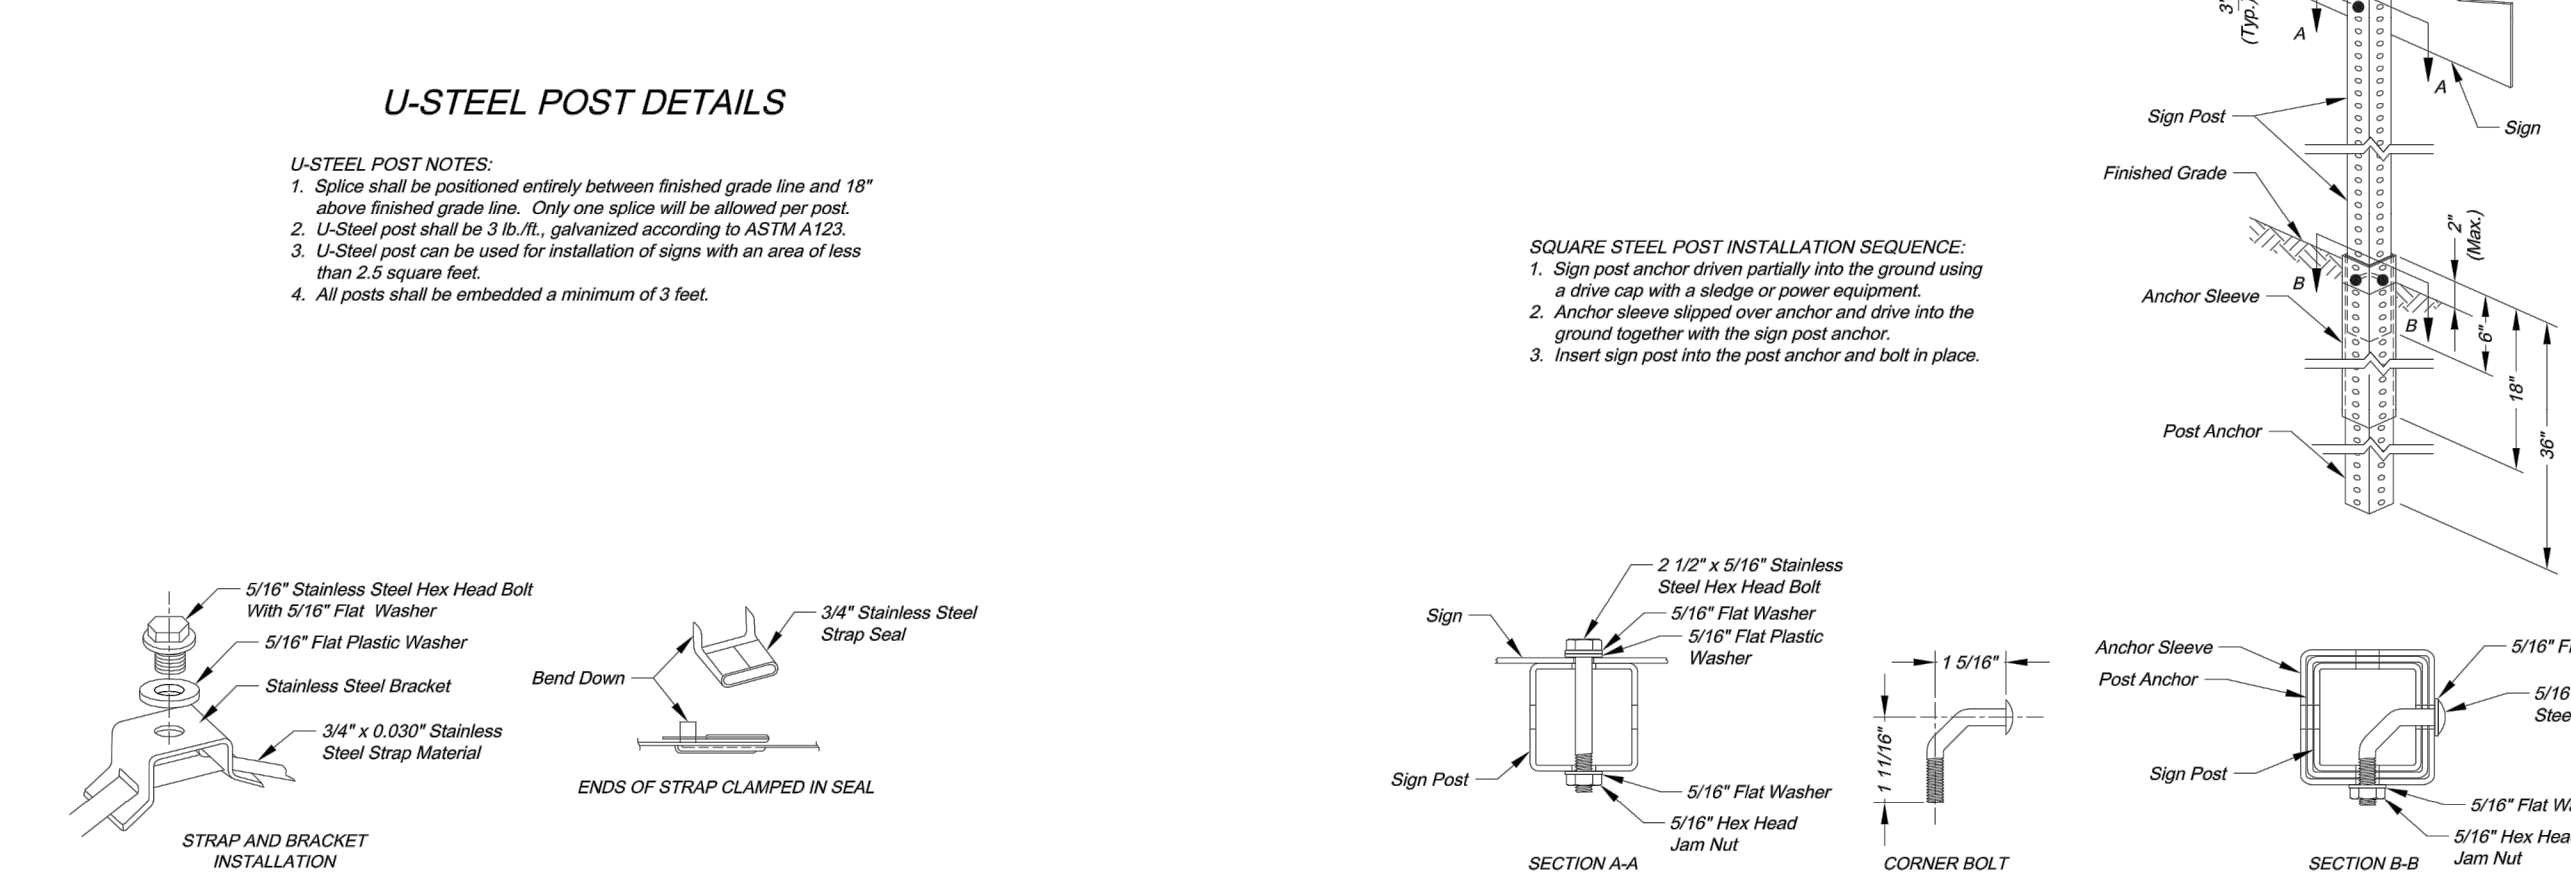 U-STEEL POST DETAILS
U-STEEL POST NOTES:
1. Splice shall be positioned entirely between finished grade line and 18"
above finished grade line. Only one splice will be allowed per post.
2. U-Steel post shall be 3 lb./ft., galvanized according to ASTM A123.
3. U-Steel post can be used for installation of signs with an area of less
than 2.5 square feet.
4. All posts shall be embedded a minimum of 3 feet.
SQUARE STEEL POST INSTALLATION SEQUENCE:
1. Sign post anchor driven partially into the ground using
a drive cap with a sledge or power equipment.
2. Anchor sleeve slipped over anchor and drive into the
ground together with the sign post anchor.
3. Insert sign post into the post anchor and bolt in place.
3"
(Typ.)
A
A
Sign Post
Sign
Finished Grade
2"
(Max.)
B
Anchor Sleeve
B
6"
18"
36"
Post Anchor
5/16" Stainless Steel Hex Head Bolt
With 5/16" Flat Washer
5/16" Flat Plastic Washer
Stainless Steel Bracket
3/4" x 0.030" Stainless
Steel Strap Material
STRAP AND BRACKET
INSTALLATION
3/4" Stainless Steel
Strap Seal
Bend Down
ENDS OF STRAP CLAMPED IN SEAL
2 1/2" x 5/16" Stainless
Steel Hex Head Bolt
Sign
5/16" Flat Washer
5/16" Flat Plastic
Washer
Sign Post
5/16" Flat Washer
5/16" Hex Head
Jam Nut
SECTION A-A
1 5/16"
1 11/16"
CORNER BOLT
Anchor Sleeve
Post Anchor
Sign Post
5/16"
5/16
5/16" Flat
5/16" Hex
Jam Nut
SECTION B-B